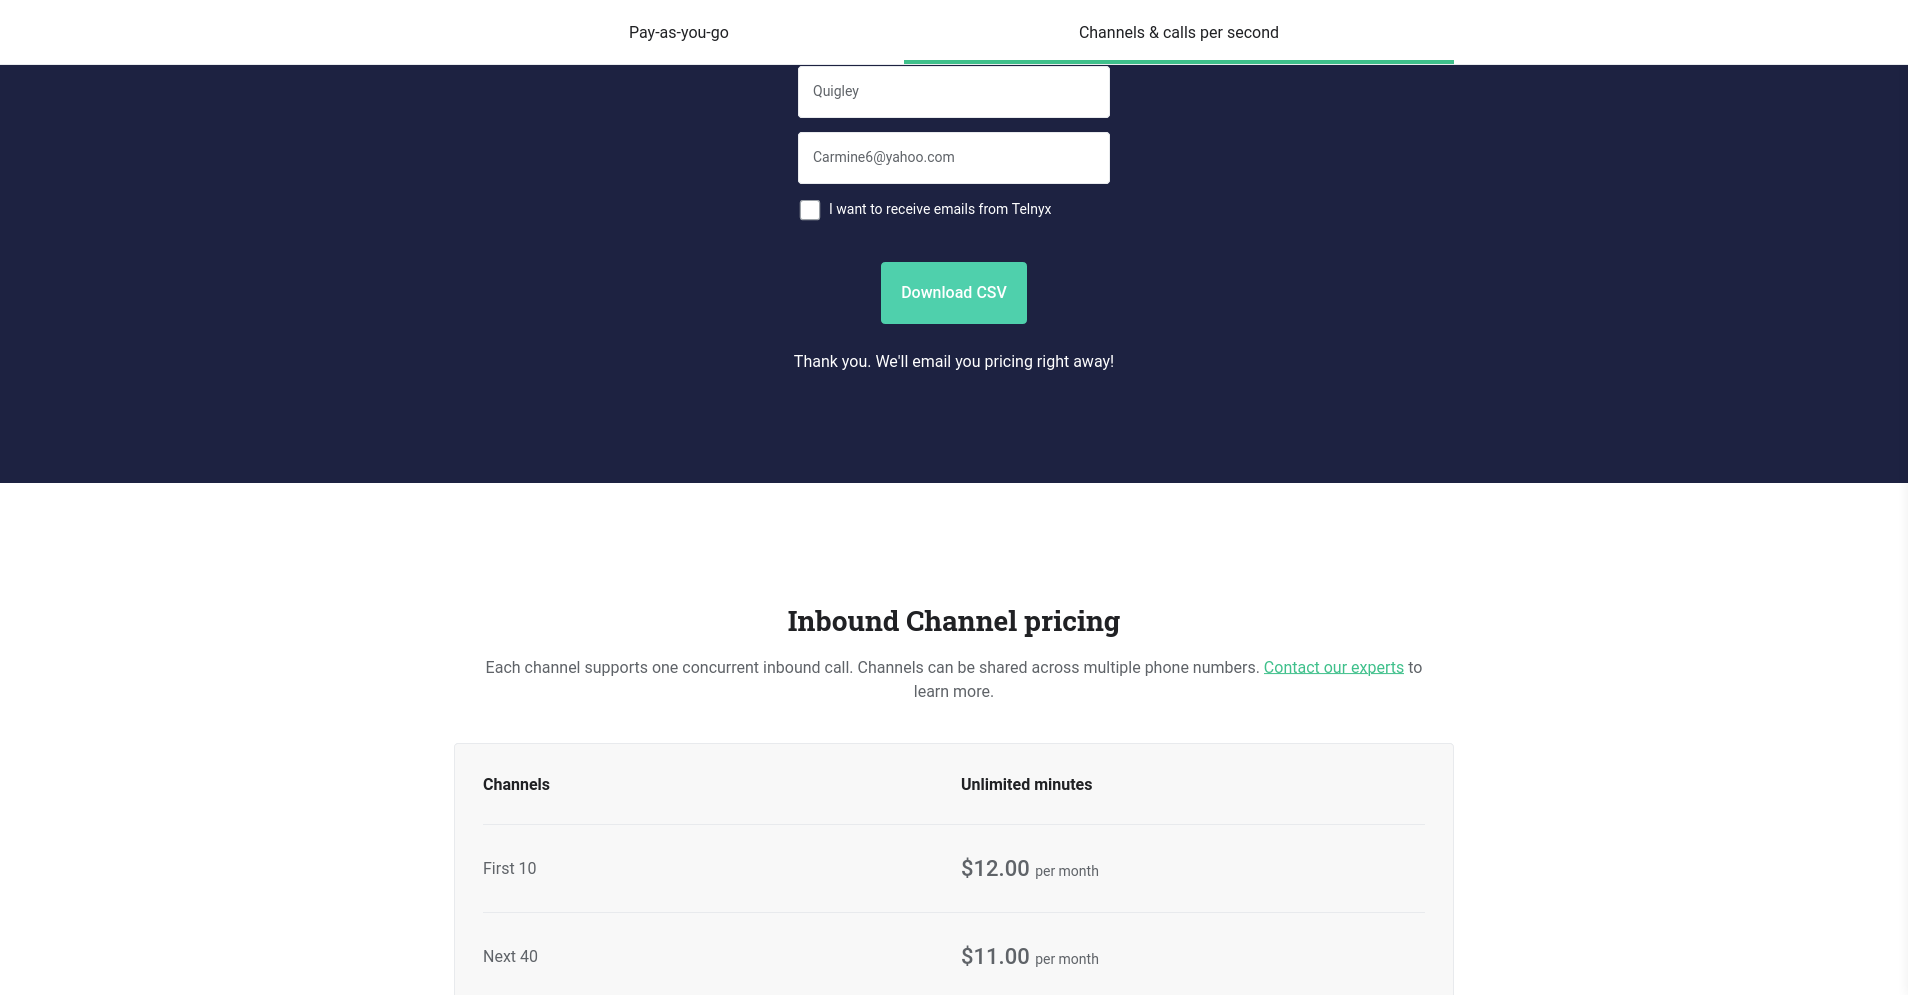 Pay-as-you-go
Channels & calls per second
Quigley
Carmine6@yahoo.com
I want to receive emails from Telnyx
Download CSV
Thank you. We'll email you pricing right away!
Inbound Channel pricing
Each channel supports one concurrent inbound call. Channels can be shared across multiple phone numbers. Contact our experts to
learn more.
Channels
Unlimited minutes
First 10
$12.00 per month
Next 40
$11.00 per month